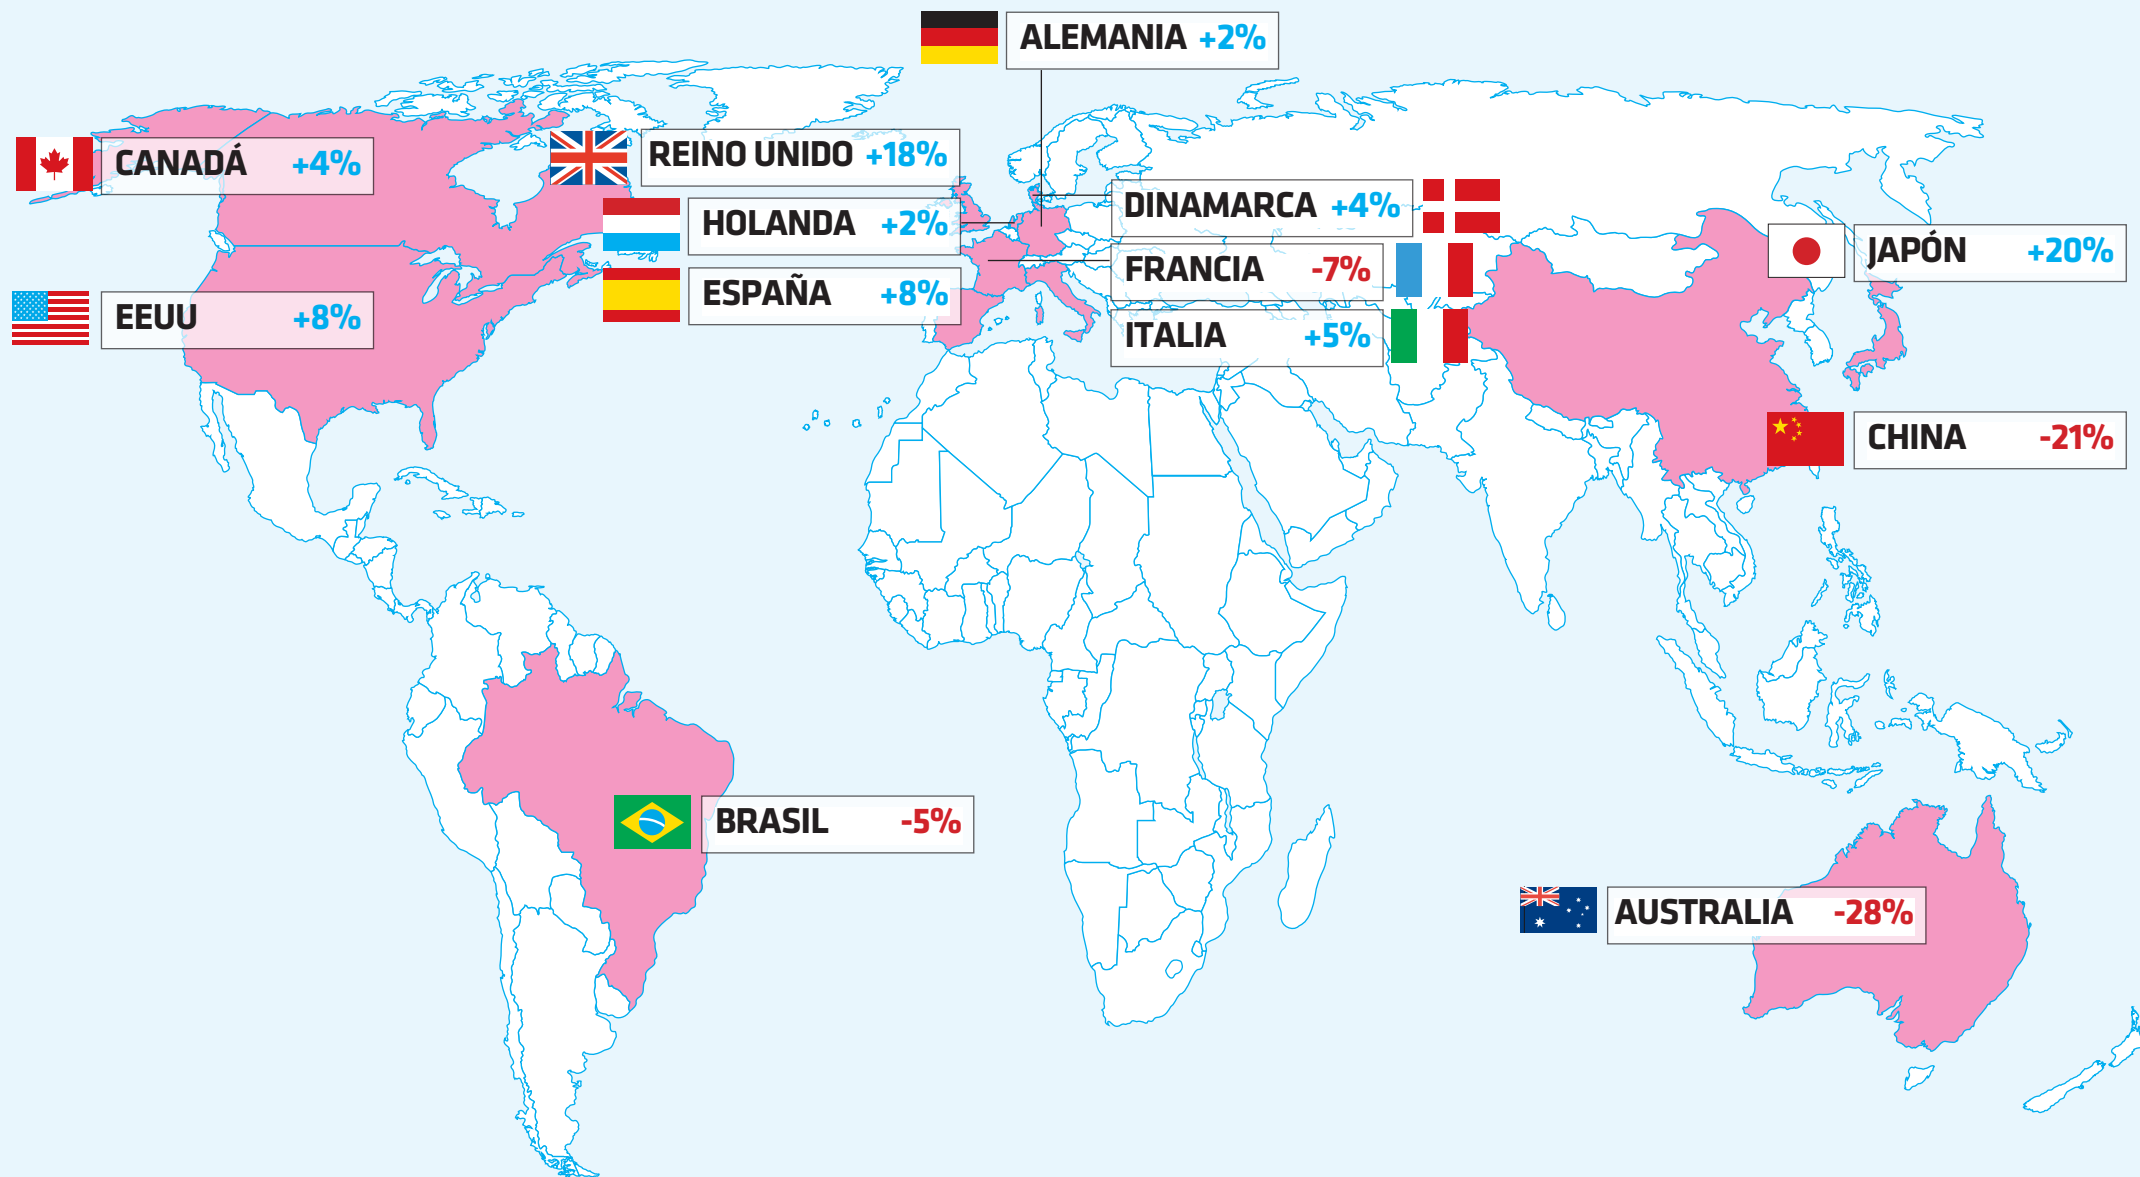 ALEMANIA +2%
CANADÁ +4%
REINO UNIDO +18%
DINAMARCA +4%
HOLANDA +2%
FRANCIA -7%
JAPÓN +20%
ESPAÑA +8%
EEUU +8%
ITALIA +5%
CHINA -21%
BRASIL -5%
AUSTRALIA -28%